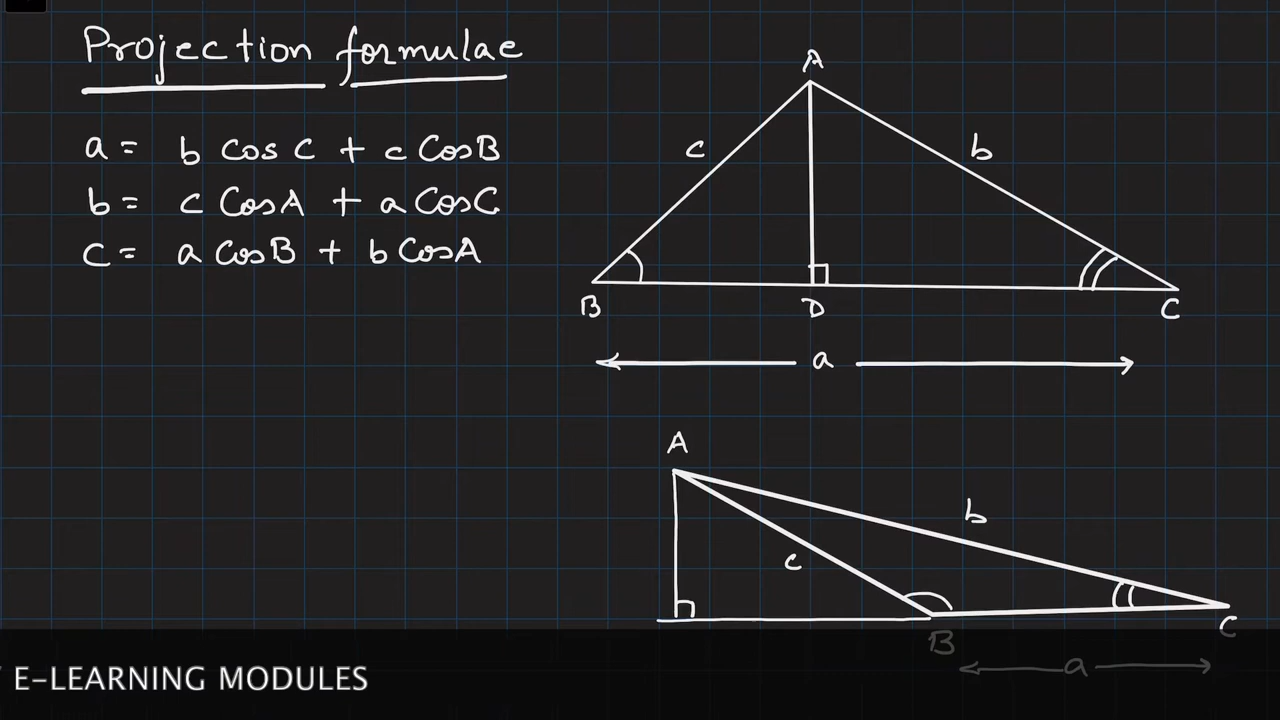 Projection formulae
a = b Cos C + c CosB
b = c CosA + a CosC
C = a CosB + b CosA
A
c
b
B
D
C
a
A
b
c
B
C
a
E-LEARNING MODULES